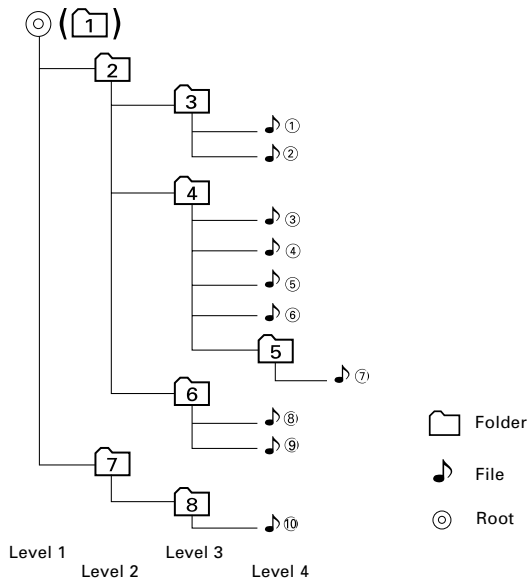 (1)
2
3
①
②
4
③
④
⑤
⑥
5
⑦
6
⑧
⑨
7
8
⑩
Folder
File
Root
Level 1
Level 2
Level 3
Level 4